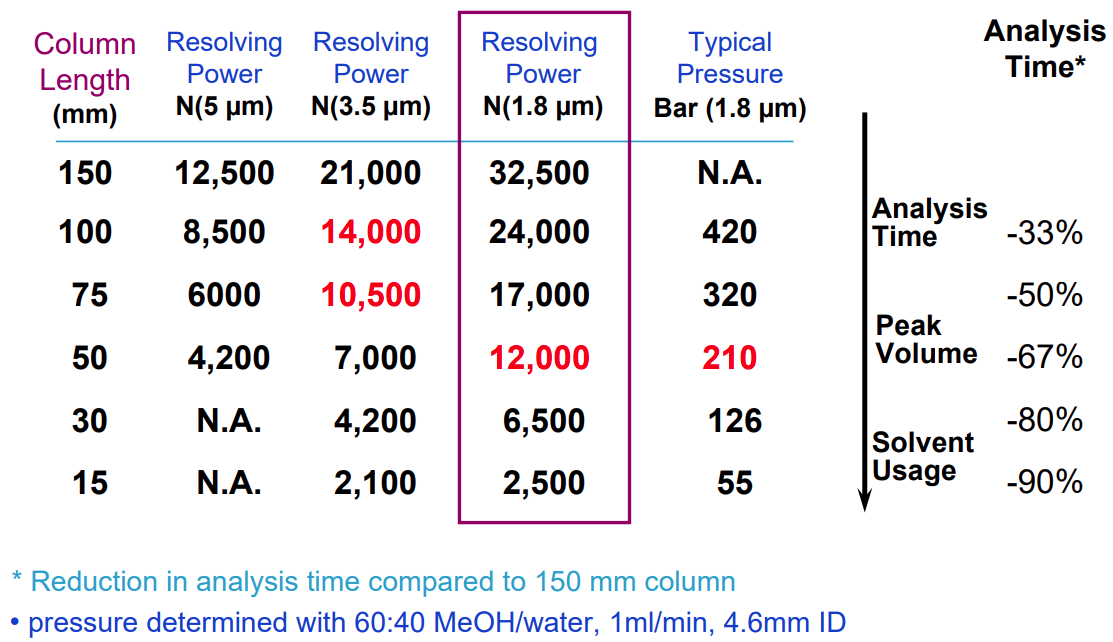 Column Length (mm) Resolving Power N(5 µm) Resolving Power N(3.5 µm) Resolving Power N(1.8 µm) Typical Pressure Bar (1.8 µm) Analysis Time*
150 12,500 21,000 32,500 N.A.
100 8,500 14,000 24,000 420 Analysis Time -33%
75 6000 10,500 17,000 320 -50%
50 4,200 7,000 12,000 210 Peak Volume -67%
30 N.A. 4,200 6,500 126 -80%
15 N.A. 2,100 2,500 55 Solvent Usage -90%
* Reduction in analysis time compared to 150 mm column
• pressure determined with 60:40 MeOH/water, 1ml/min, 4.6mm ID